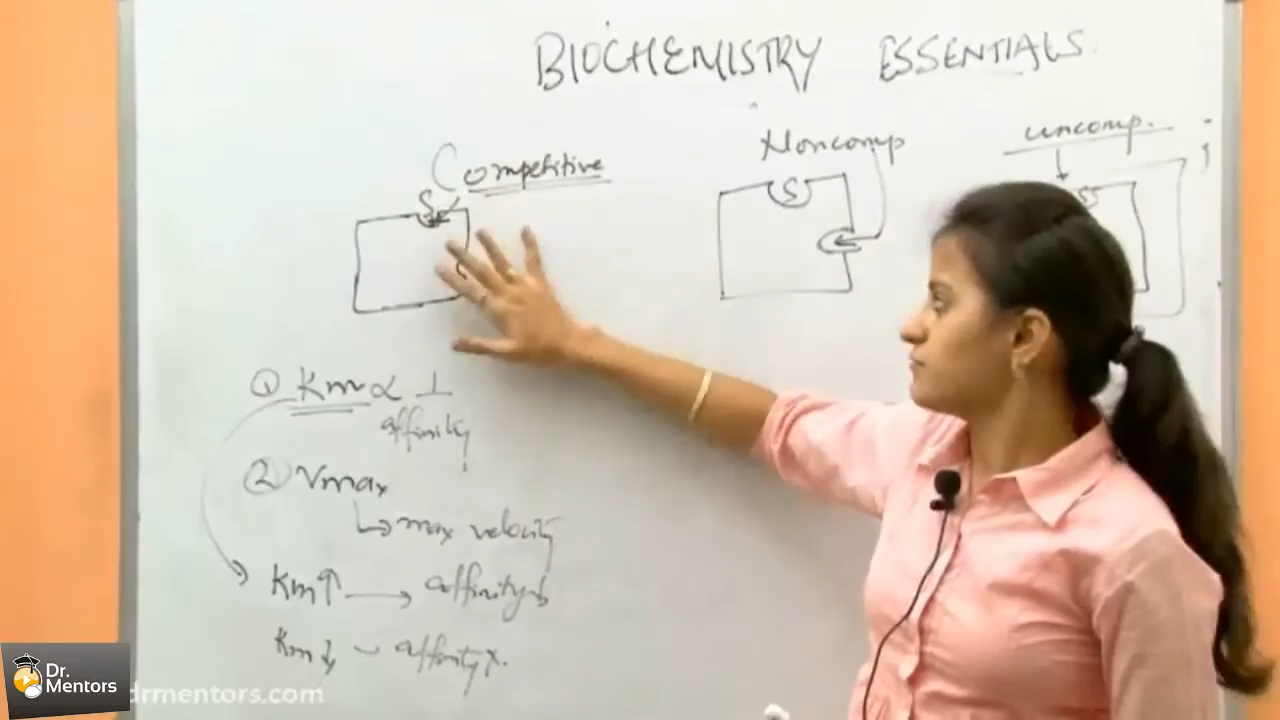 BIOCHEMISTRY ESSENTIALS
Competitive
S
Noncomp
S
uncomp.
S
① Km ∝ 1
affinity
② Vmax
↳ max velocity
Km↑ → affinity↓
Km↓ – affinity
Dr.
Mentors
drmentors.com